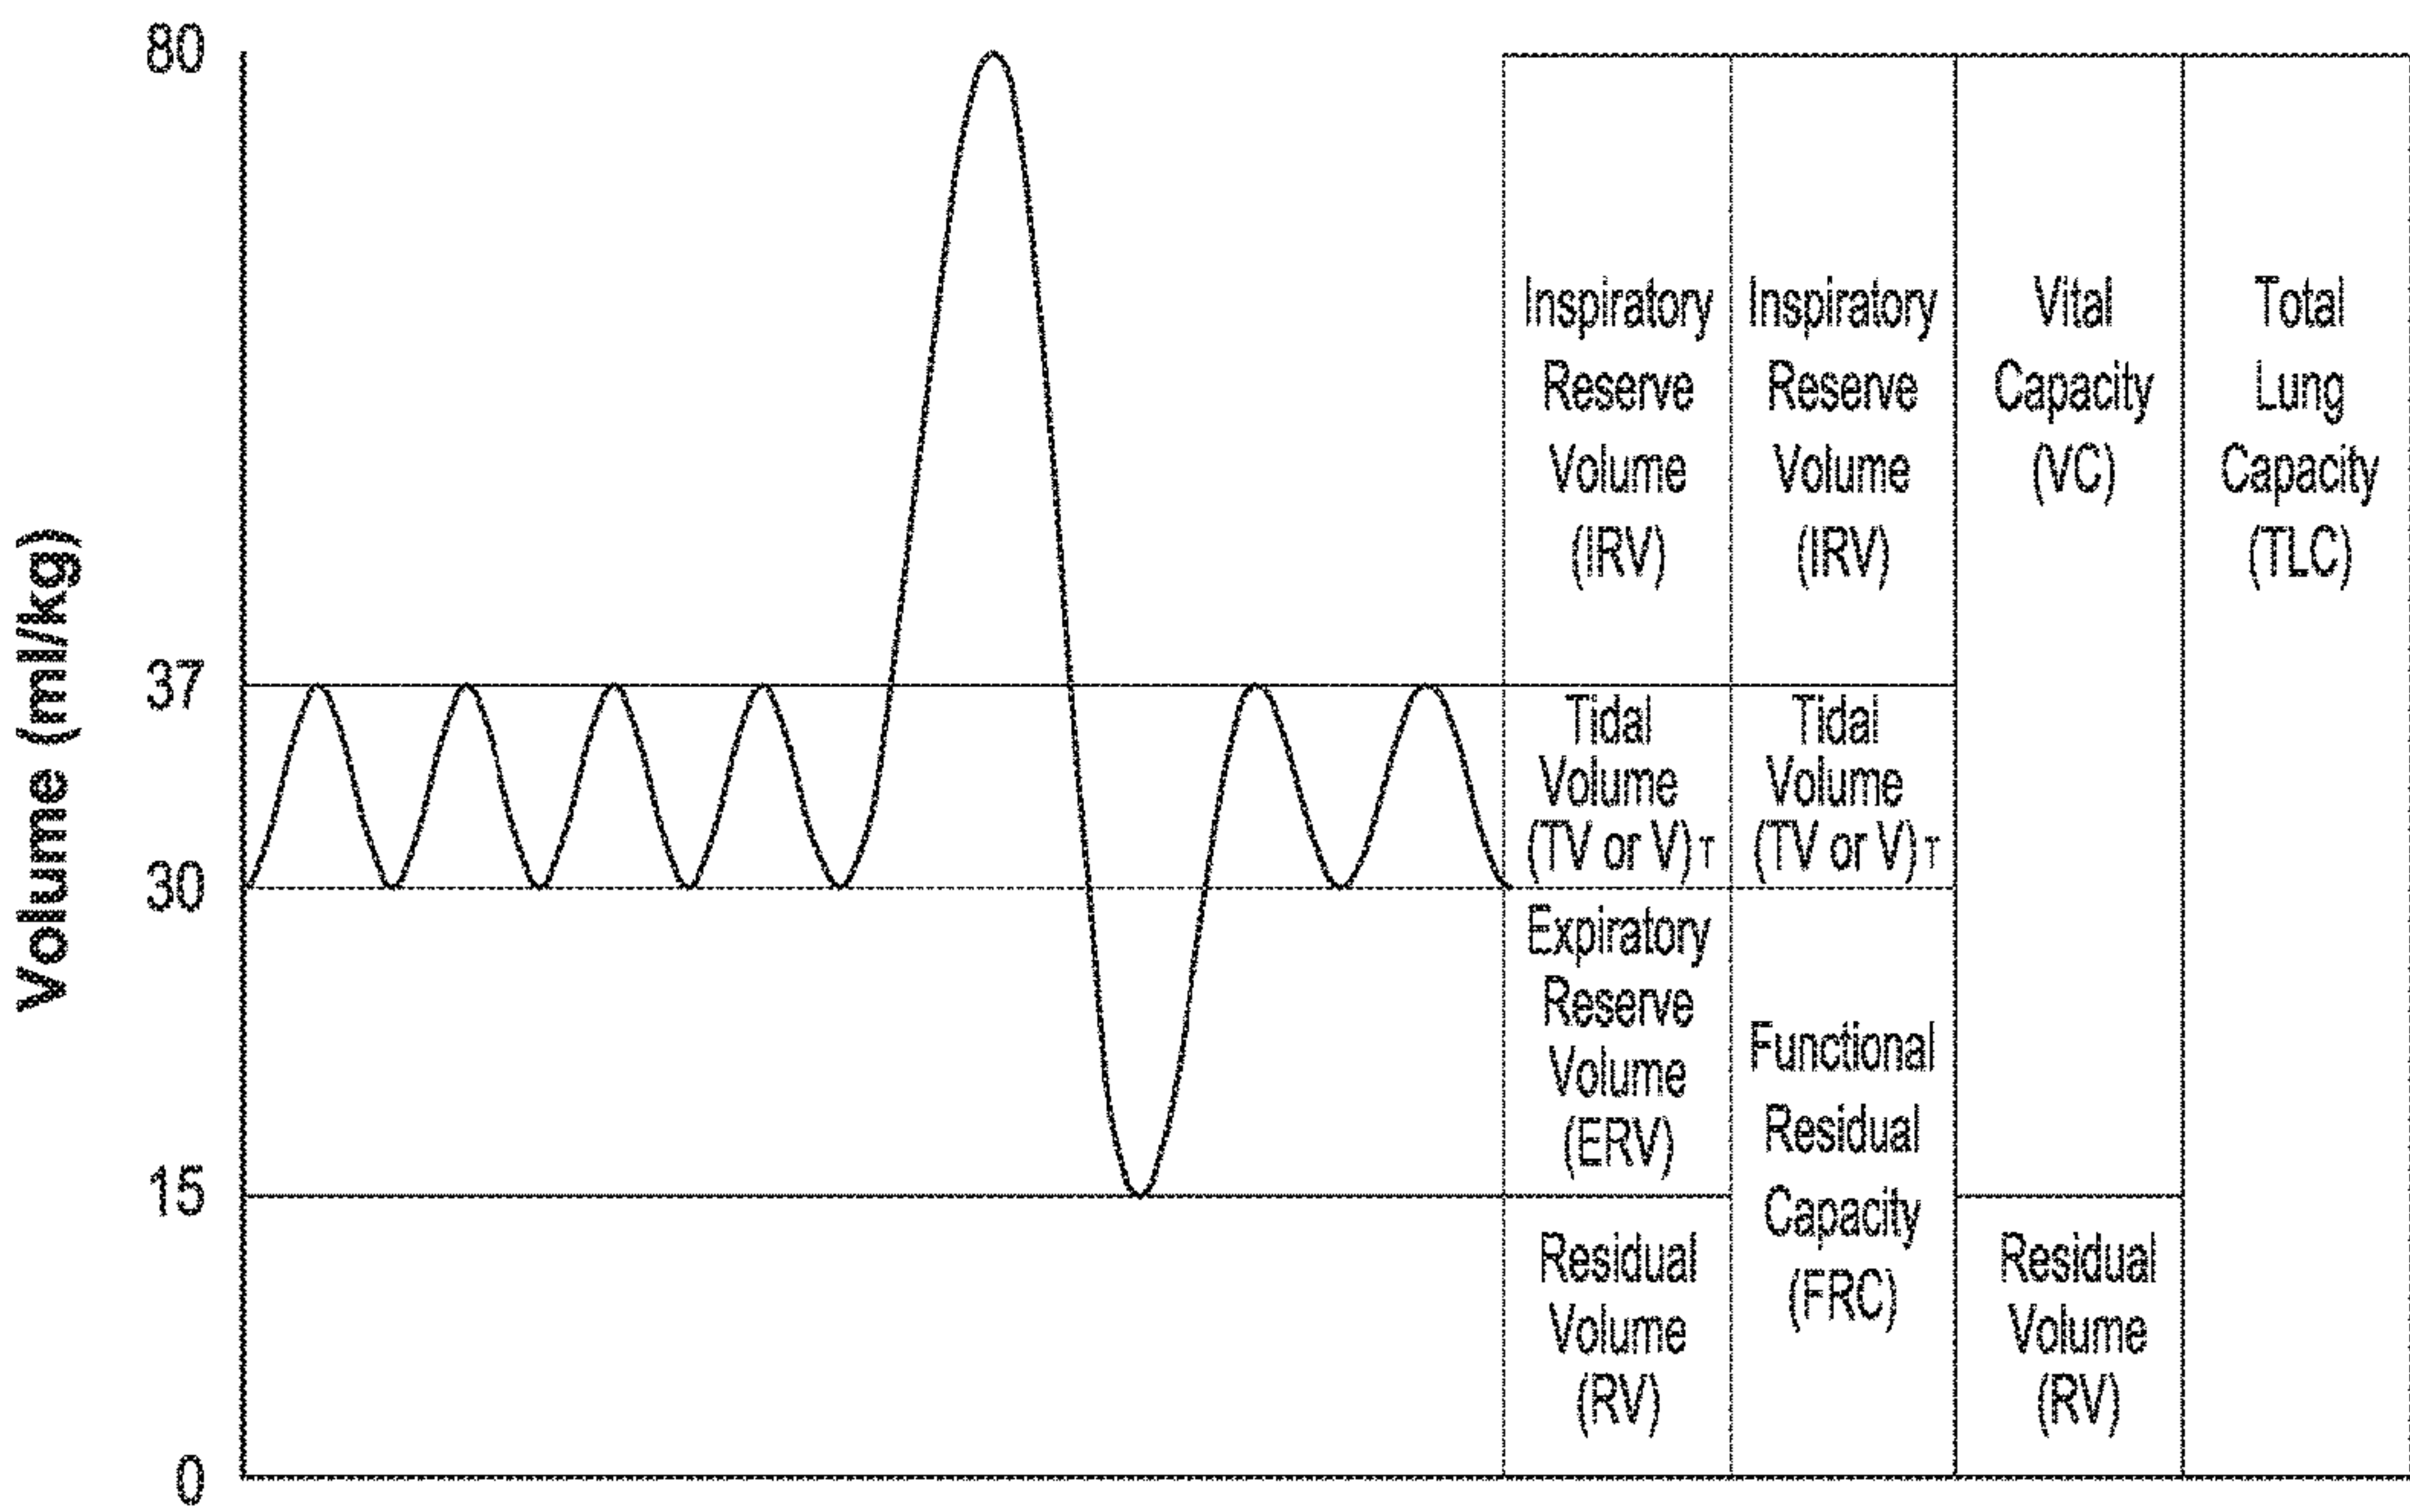 Volume (ml/kg)
80
37
30
15
0
Inspiratory
Reserve
Volume
(IRV)
Tidal
Volume
(TV or V) T
Expiratory
Reserve
Volume
(ERV)
Residual
Volume
(RV)
Inspiratory
Reserve
Volume
(IRV)
Tidal
Volume
(TV or V) T
Functional
Residual
Capacity
(FRC)
Vital
Capacity
(VC)
Residual
Volume
(RV)
Total
Lung
Capacity
(TLC)